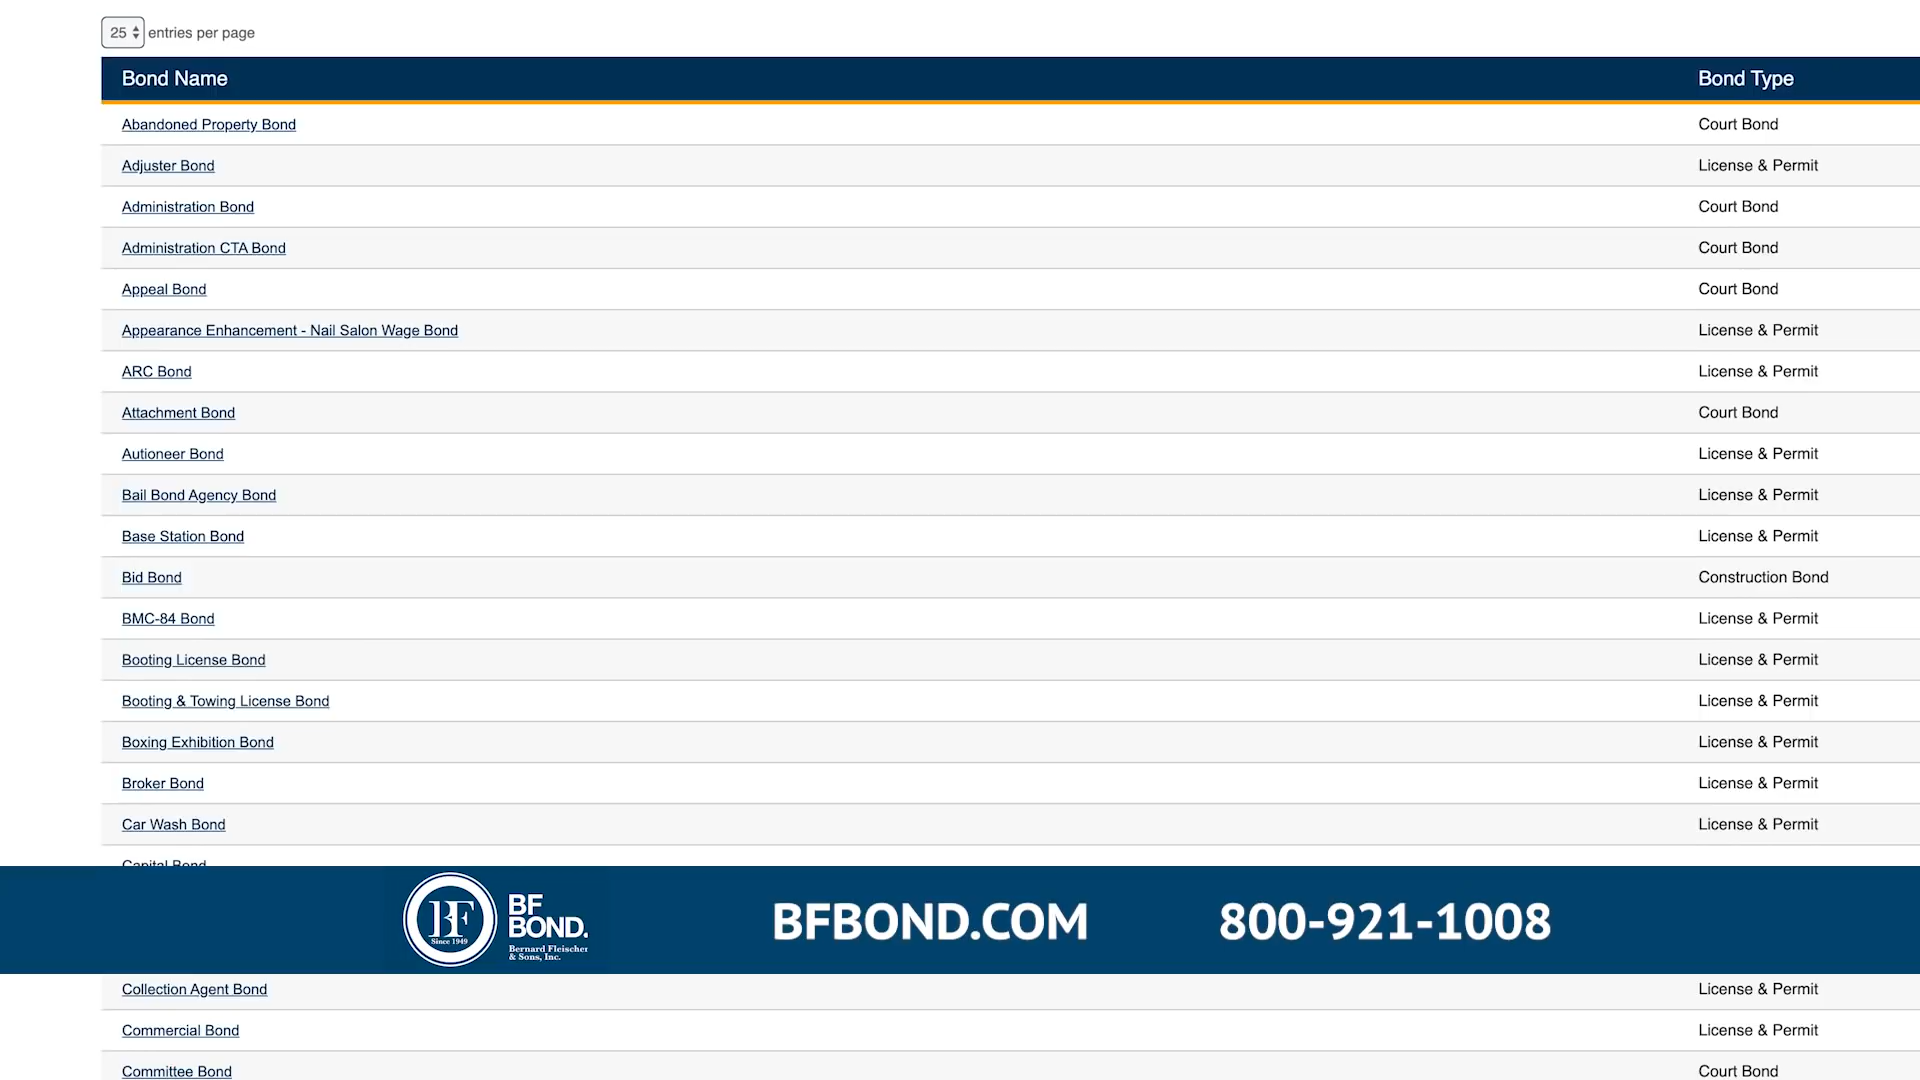 25 entries per page
Bond Name Bond Type
Abandoned Property Bond Court Bond
Adjuster Bond License & Permit
Administration Bond Court Bond
Administration CTA Bond Court Bond
Appeal Bond Court Bond
Appearance Enhancement - Nail Salon Wage Bond License & Permit
ARC Bond License & Permit
Attachment Bond Court Bond
Autioneer Bond License & Permit
Bail Bond Agency Bond License & Permit
Base Station Bond License & Permit
Bid Bond Construction Bond
BMC-84 Bond License & Permit
Booting License Bond License & Permit
Booting & Towing License Bond License & Permit
Boxing Exhibition Bond License & Permit
Broker Bond License & Permit
Car Wash Bond License & Permit
Capital Bond
BF
Since 1949
BF
BOND.
Bernard Fleischer
& Sons, Inc.
BFBOND.COM 800-921-1008
Collection Agent Bond License & Permit
Commercial Bond License & Permit
Committee Bond Court Bond